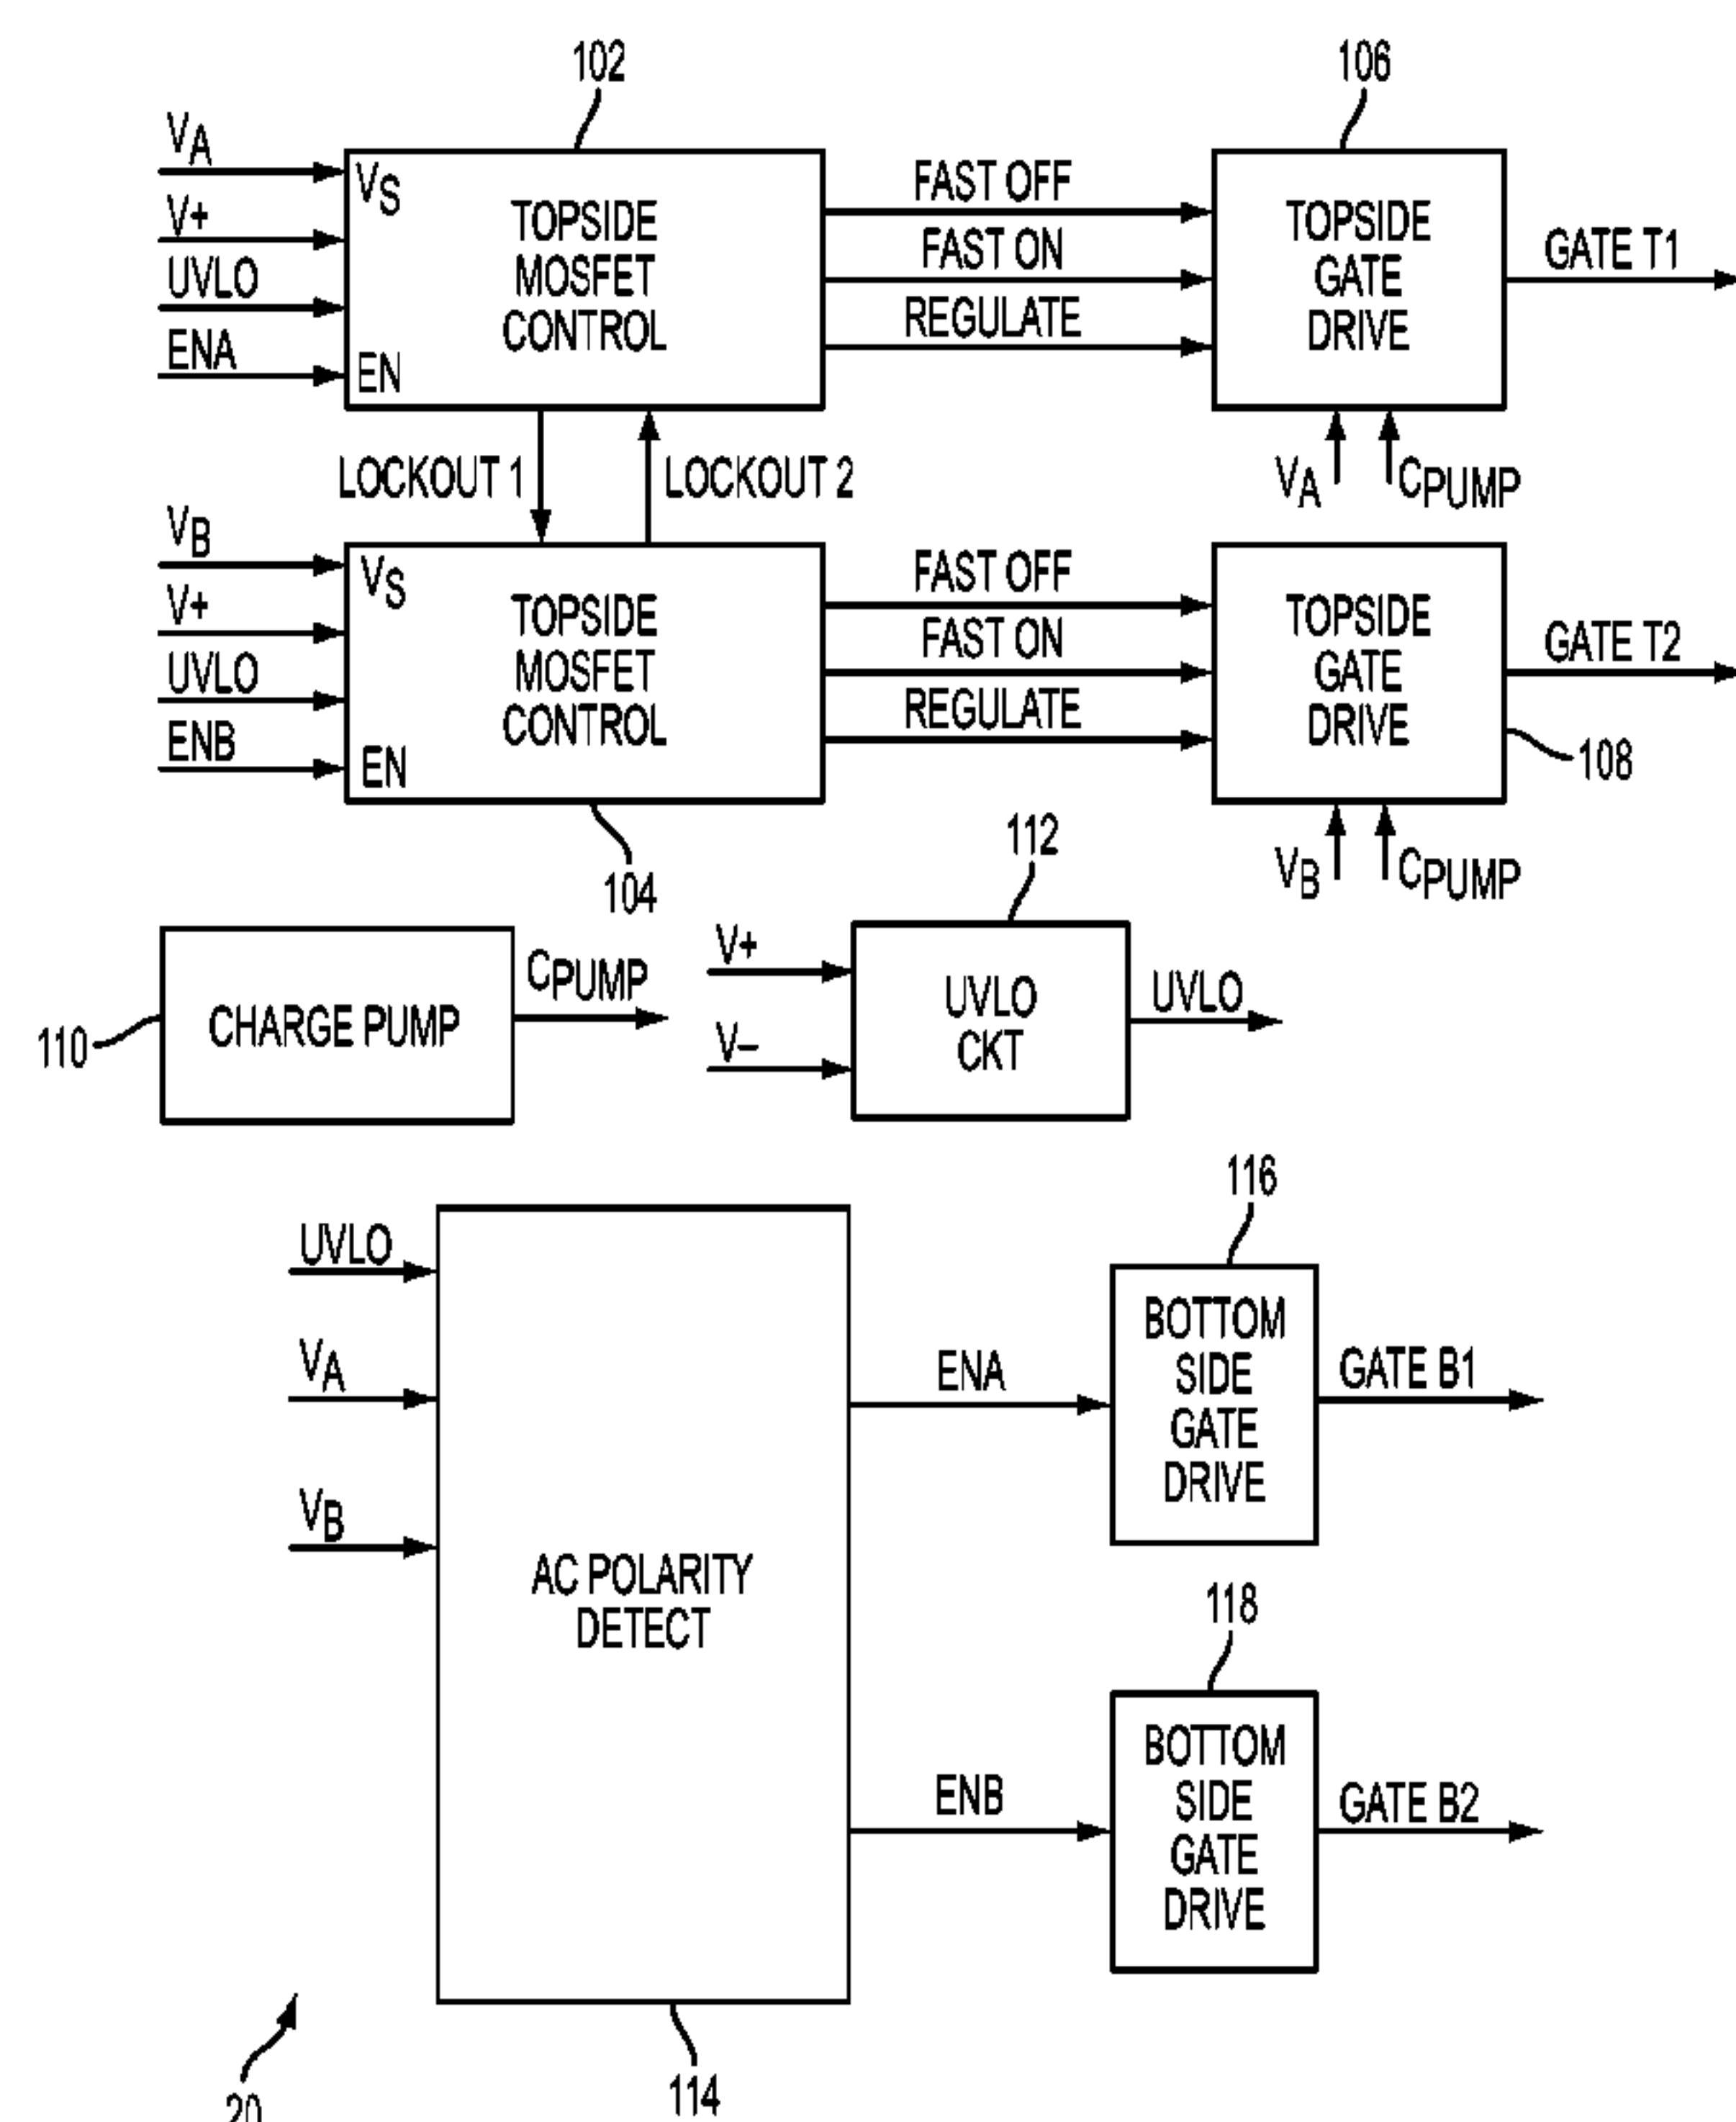 102
106
VA
V+
UVLO
ENA
VS
EN
TOPSIDE
MOSFET
CONTROL
FAST OFF
FAST ON
REGULATE
TOPSIDE
GATE
DRIVE
GATE T1
LOCKOUT 1
LOCKOUT 2
VA
CPUMP
VB
V+
UVLO
ENB
VS
EN
TOPSIDE
MOSFET
CONTROL
FAST OFF
FAST ON
REGULATE
TOPSIDE
GATE
DRIVE
GATE T2
108
104
112
VB
CPUMP
110
CHARGE PUMP
CPUMP
V+
V−
UVLO
CKT
UVLO
116
UVLO
VA
VB
AC POLARITY
DETECT
ENA
BOTTOM
SIDE
GATE
DRIVE
GATE B1
118
ENB
BOTTOM
SIDE
GATE
DRIVE
GATE B2
20
114